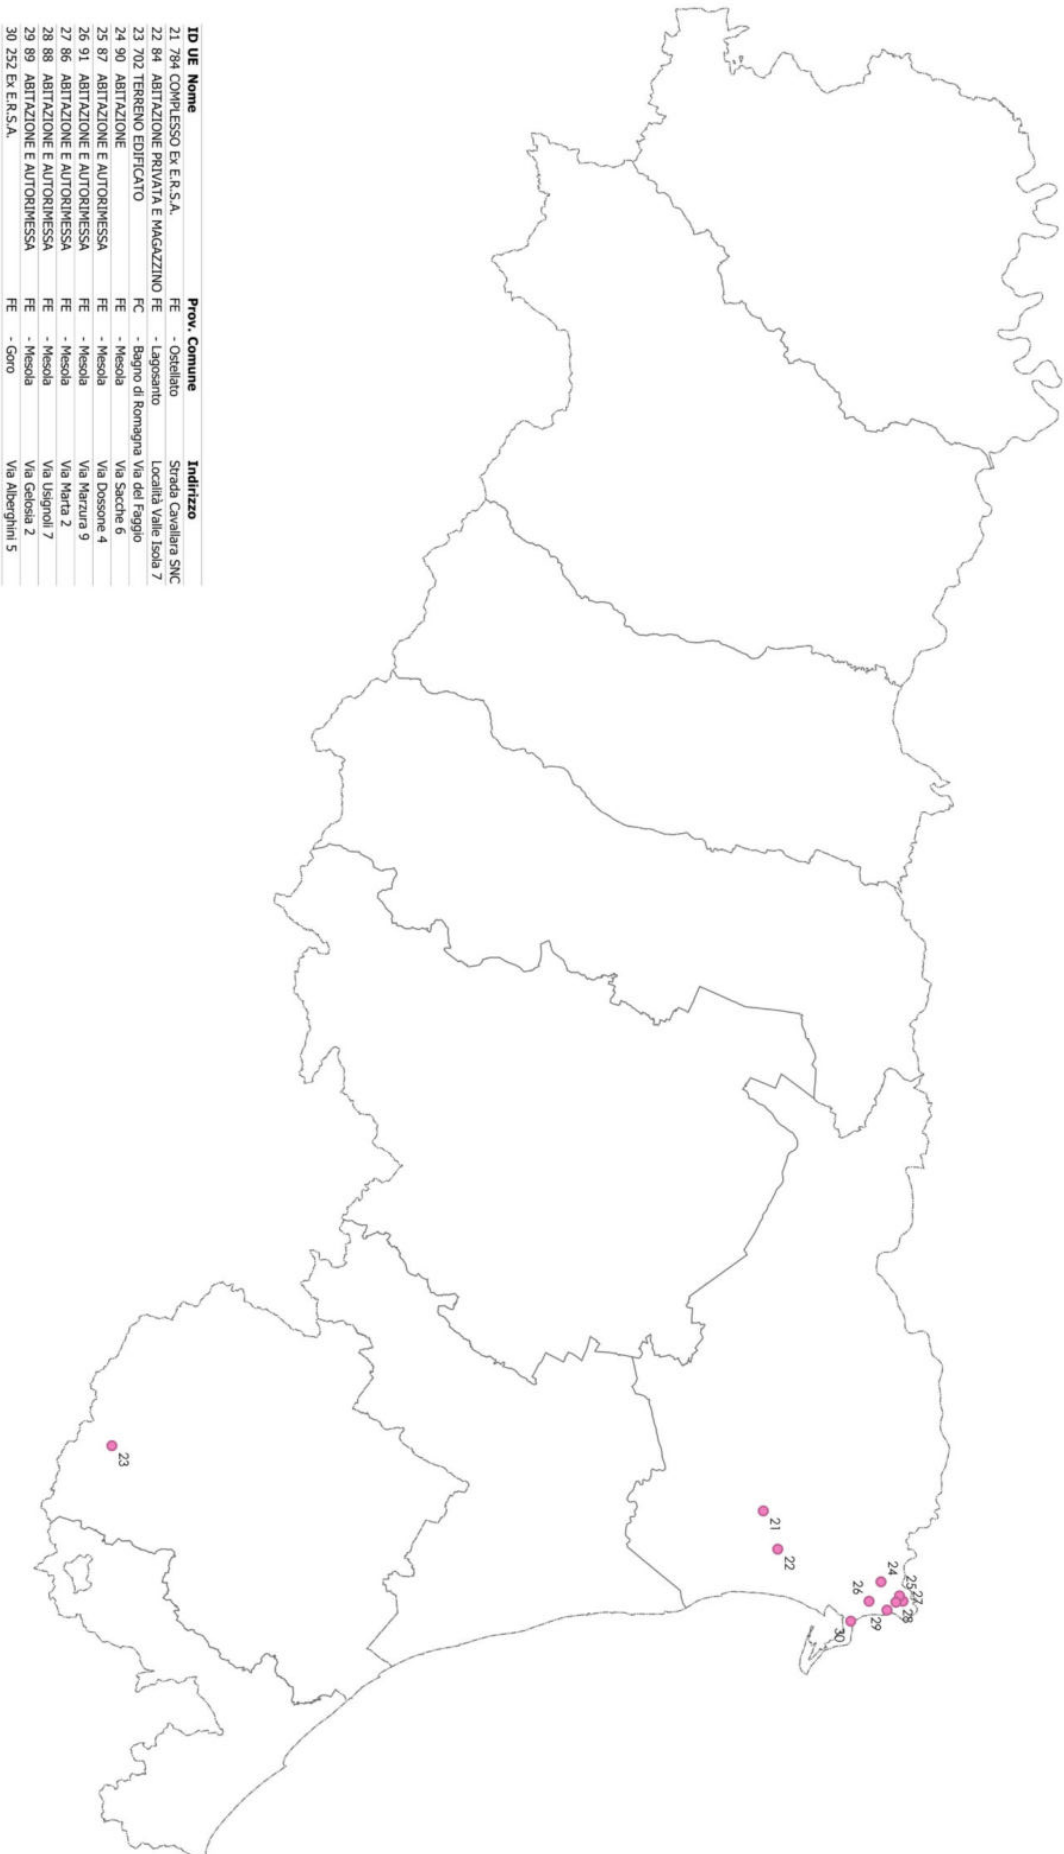 ID UE Nome Prov. Comune Indirizzo
21 784 COMPLESSO Ex E.R.S.A. FE - Ostellato Strada Cavallara SNC
22 84 ABITAZIONE PRIVATA E MAGAZZINO FE - Lagosanto Località Valle Isola 7
23 702 TERRENO EDIFICATO FC - Bagno di Romagna Via del Faggio
24 90 ABITAZIONE FE - Mesola Via Sacche 6
25 87 ABITAZIONE E AUTORIMESSA FE - Mesola Via Dossone 4
26 91 ABITAZIONE E AUTORIMESSA FE - Mesola Via Marzura 9
27 86 ABITAZIONE E AUTORIMESSA FE - Mesola Via Marta 2
28 88 ABITAZIONE E AUTORIMESSA FE - Mesola Via Usignoli 7
29 89 ABITAZIONE E AUTORIMESSA FE - Mesola Via Gelosia 2
30 252 Ex E.R.S.A. FE - Goro Via Alberghini 5
27
25
28
24
29
26
30
22
21
23